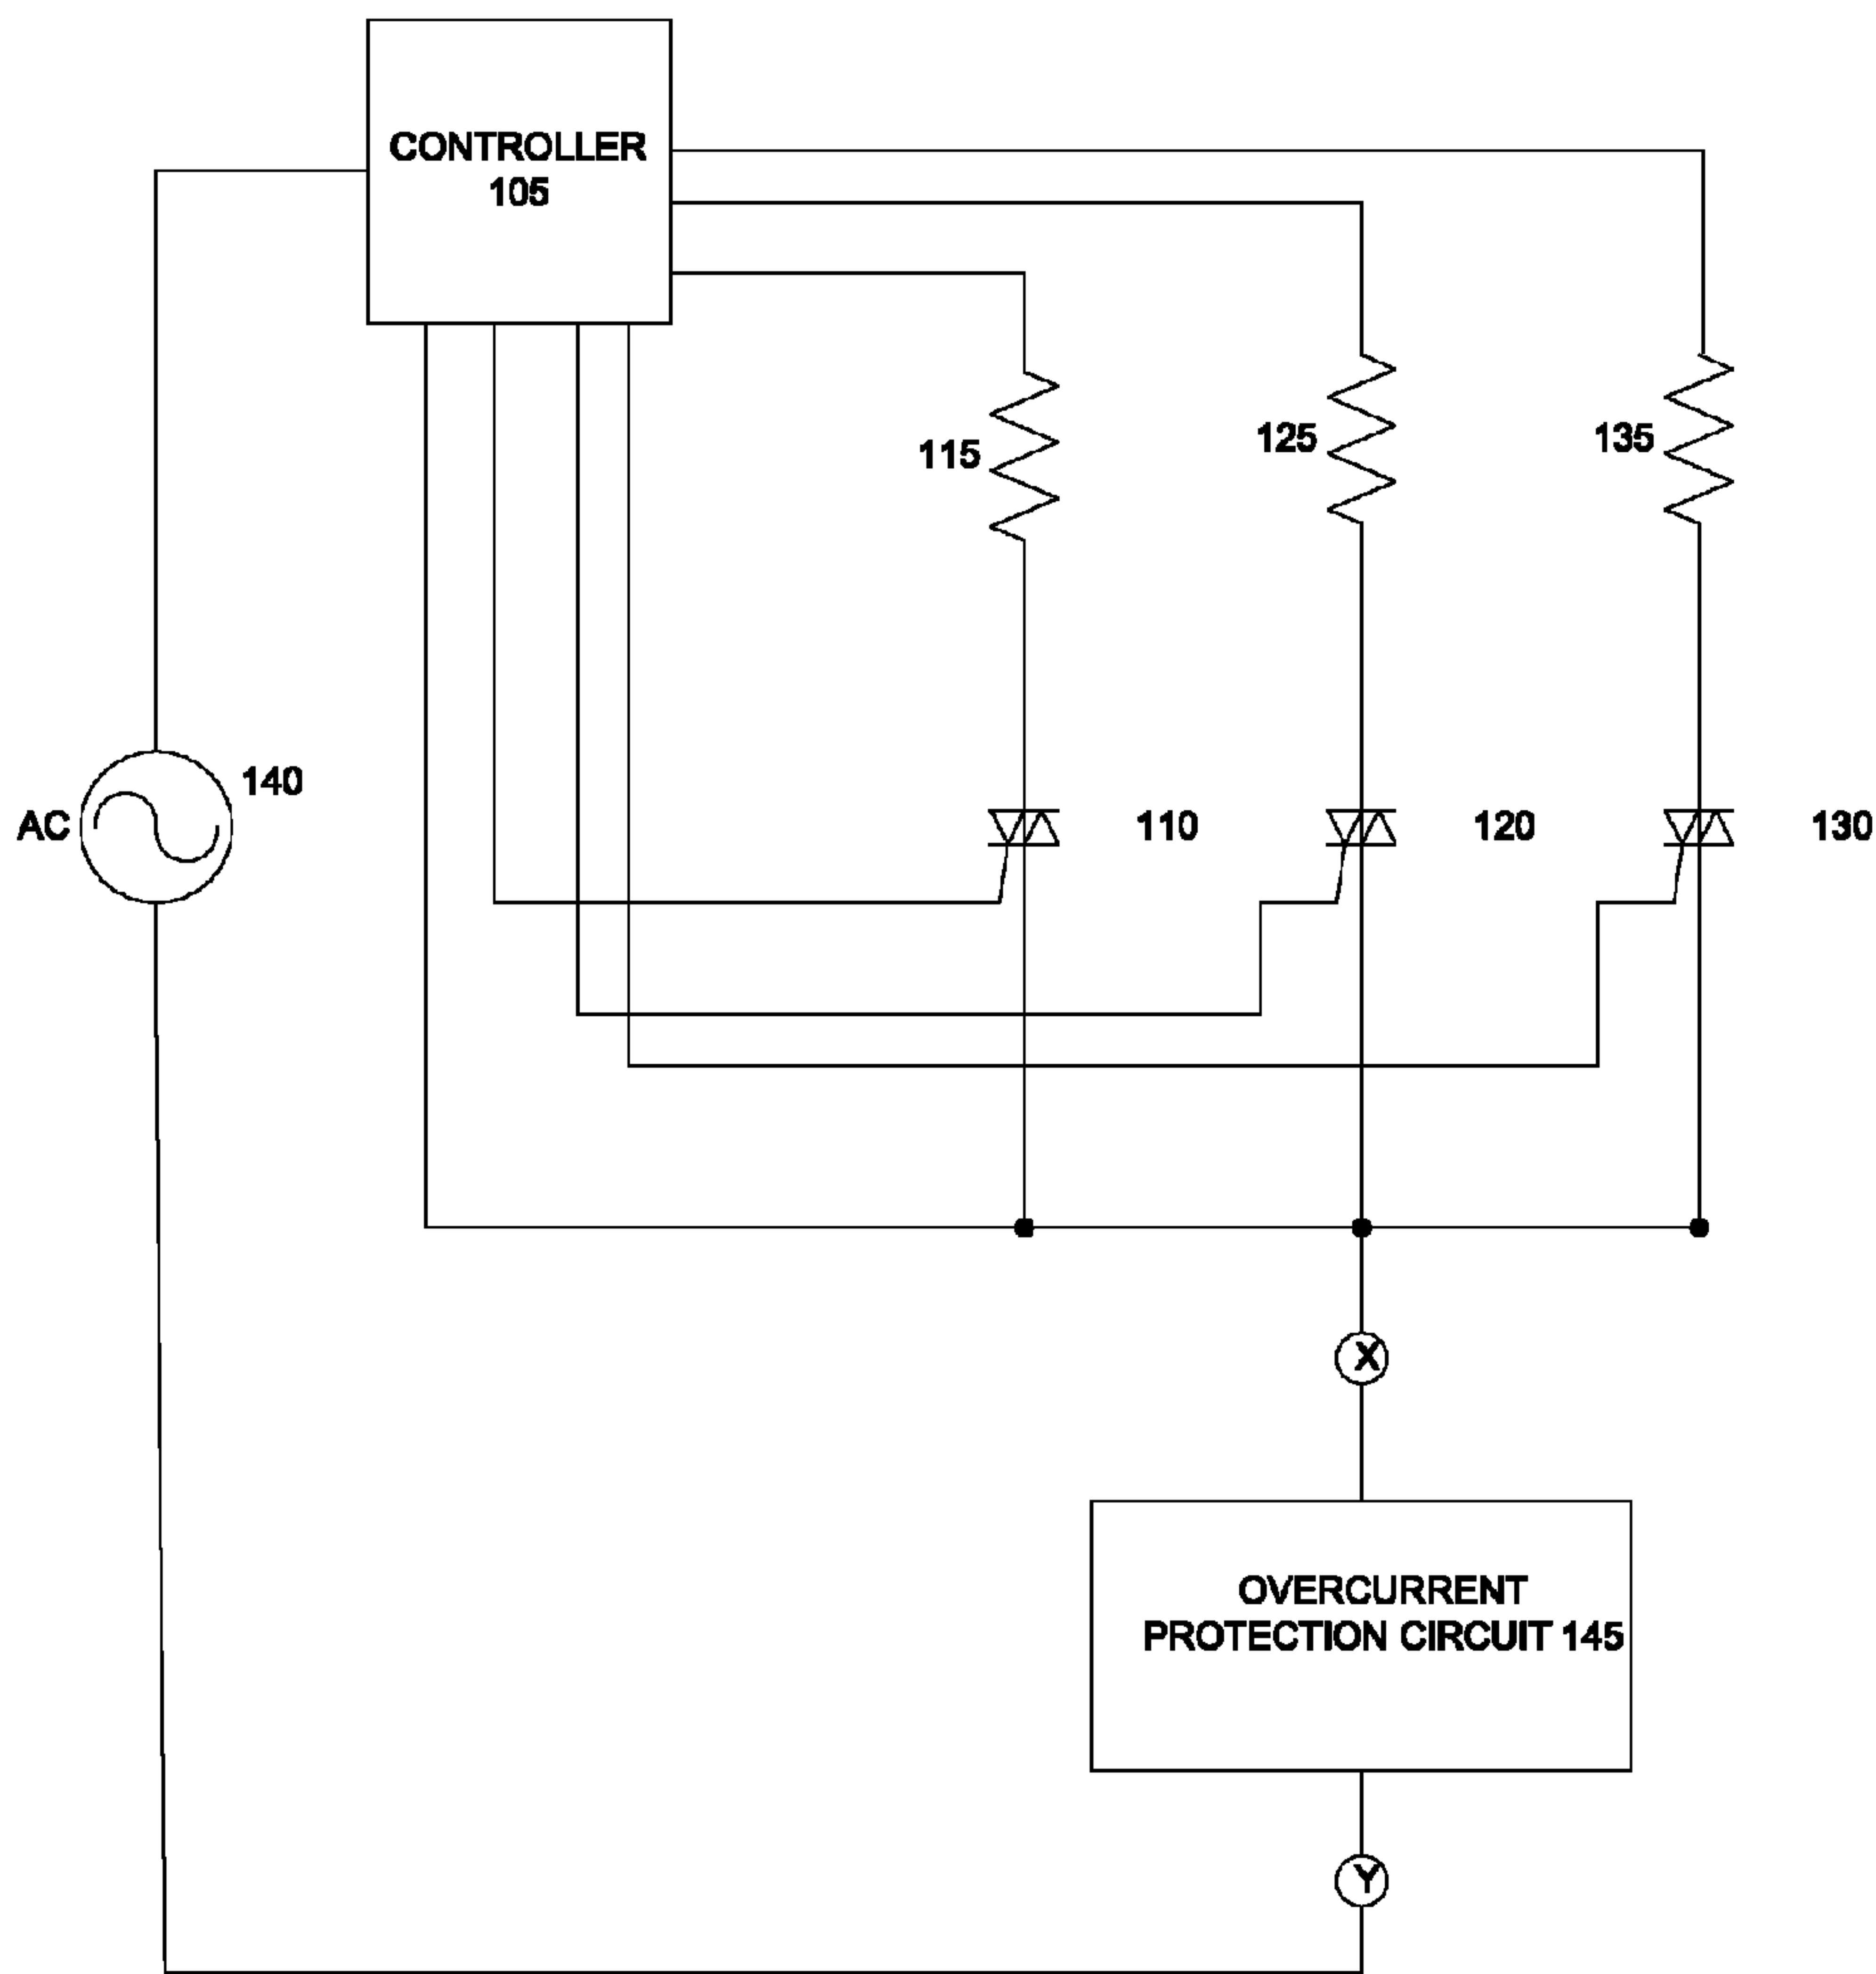 CONTROLLER
105
115
125
135
140
AC
110
120
130
X
OVERCURRENT
PROTECTION CIRCUIT 145
Y